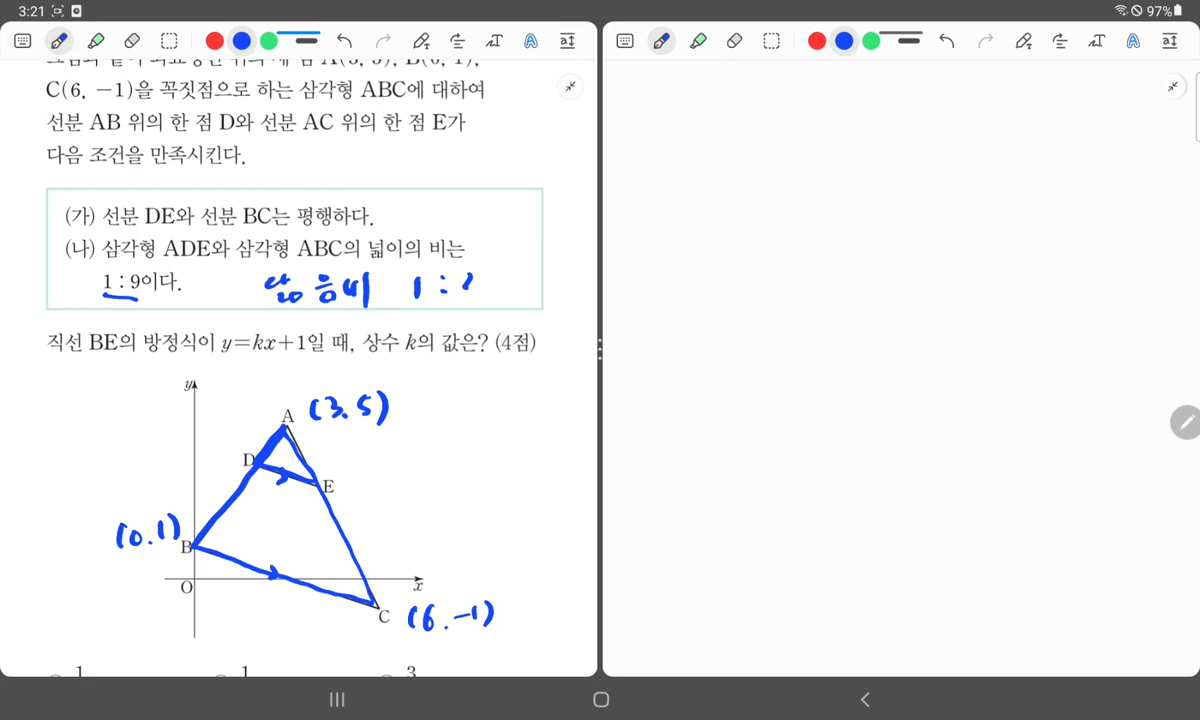 3:21
97%
C(6, −1)을 꼭짓점으로 하는 삼각형 ABC에 대하여
선분 AB 위의 한 점 D와 선분 AC 위의 한 점 E가
다음 조건을 만족시킨다.
(가) 선분 DE와 선분 BC는 평행하다.
(나) 삼각형 ADE와 삼각형 ABC의 넓이의 비는
1 : 9이다. 닮음비 1 :
직선 BE의 방정식이 y=kx+1일 때, 상수 k의 값은? (4점)
y
A (3, 5)
D
E
(0, 1)
B
O
x
C (6, −1)
1 1 3